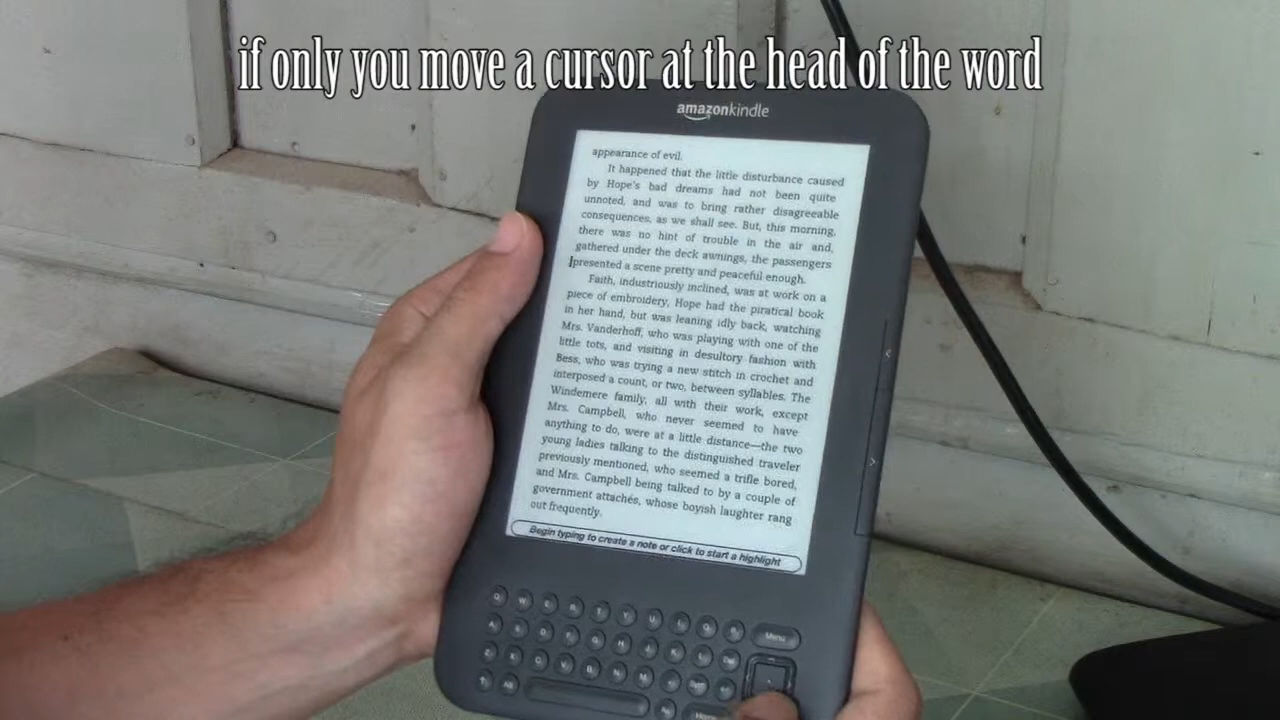 if only you move a cursor at the head of the word
amazonkindle
appearance of evil.
It happened that the little disturbance caused
by Hope's bad dreams had not been quite
unnoted, and was to bring rather disagreeable
consequences, as we shall see. But, this morning,
there was no hint of trouble in the air and,
gathered under the deck awnings, the passengers
presented a scene pretty and peaceful enough.
Faith, industriously inclined, was at work on a
piece of embroidery, Hope had the piratical book
in her hand, but was leaning idly back, watching
Mrs. Vanderhoff, who was playing with one of the
little tots, and visiting in desultory fashion with
Bess, who was trying a new stitch in crochet and
interposed a count, or two, between syllables. The
Windemere family, all with their work, except
Mrs. Campbell, who never seemed to have
anything to do, were at a little distance—the two
young ladies talking to the distinguished traveler
previously mentioned, who seemed a trifle bored,
and Mrs. Campbell being talked to by a couple of
government attachés, whose boyish laughter rang
out frequently.
Begin typing to create a note or click to start a highlight
Q W E R T Y U I O P Menu
A S D F G H J K L Del
Z X C V B N M
Alt